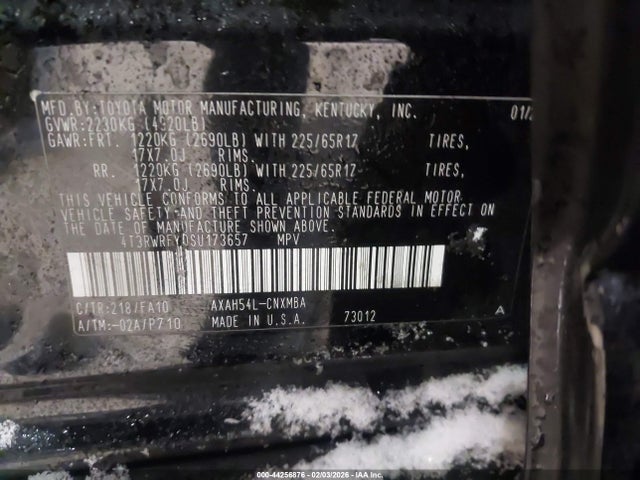 MFD. BY: TOYOTA MOTOR MANUFACTURING, KENTUCKY, INC. 01/2
GVWR: 2230KG (4920LB)
GAWR: FRT. 1220KG (2690LB) WITH 225/65R17 TIRES,
17X7.0J RIMS.
RR. 1220KG (2690LB) WITH 225/65R17 TIRES,
17X7.0J RIMS.
THIS VEHICLE CONFORMS TO ALL APPLICABLE FEDERAL MOTOR
VEHICLE SAFETY AND THEFT PREVENTION STANDARDS IN EFFECT ON
THE DATE OF MANUFACTURE SHOWN ABOVE.
4T3RWRFY0SU173657 MPV
C/TR: 218/FA10 AXAH54L-CNXMBA
A/TM: -02A/P710 MADE IN U.S.A. 73012 A
000-44256876 - 02/03/2026 - IAA Inc.